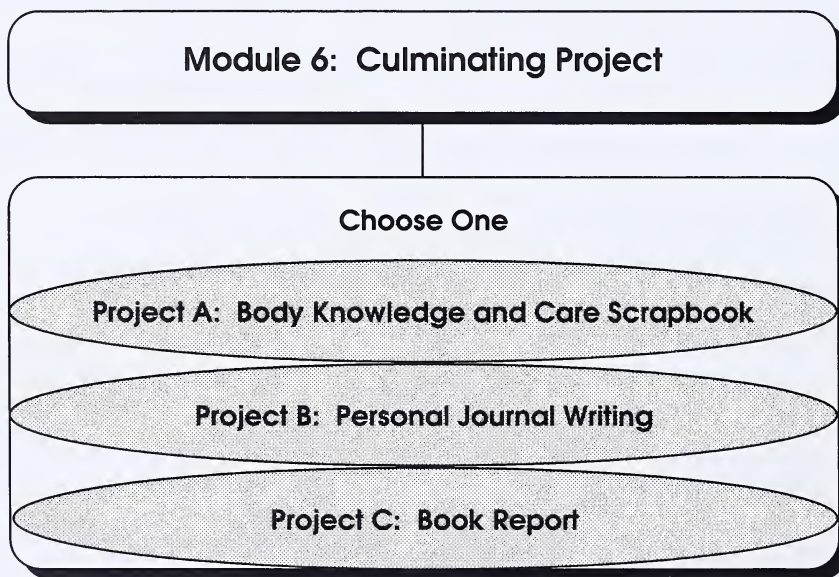 Module 6: Culminating Project
Choose One
Project A: Body Knowledge and Care Scrapbook
Project B: Personal Journal Writing
Project C: Book Report